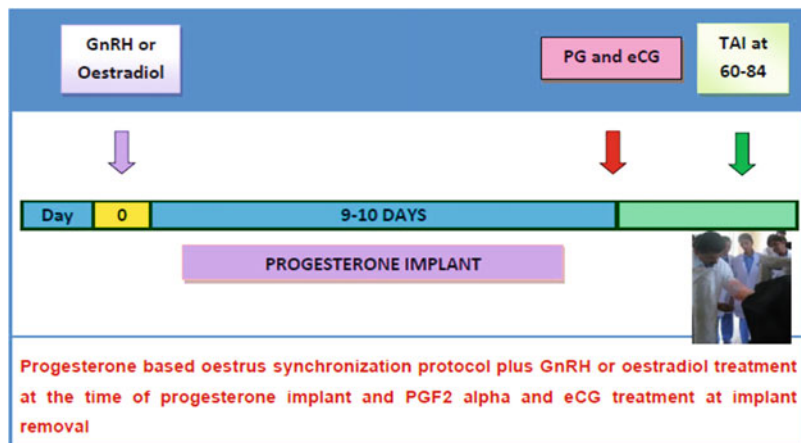 GnRH or
Oestradiol
PG and eCG
TAI at
60-84
Day
0
9-10 DAYS
PROGESTERONE IMPLANT
Progesterone based oestrus synchronization protocol plus GnRH or oestradiol treatment
at the time of progesterone implant and PGF2 alpha and eCG treatment at implant
removal